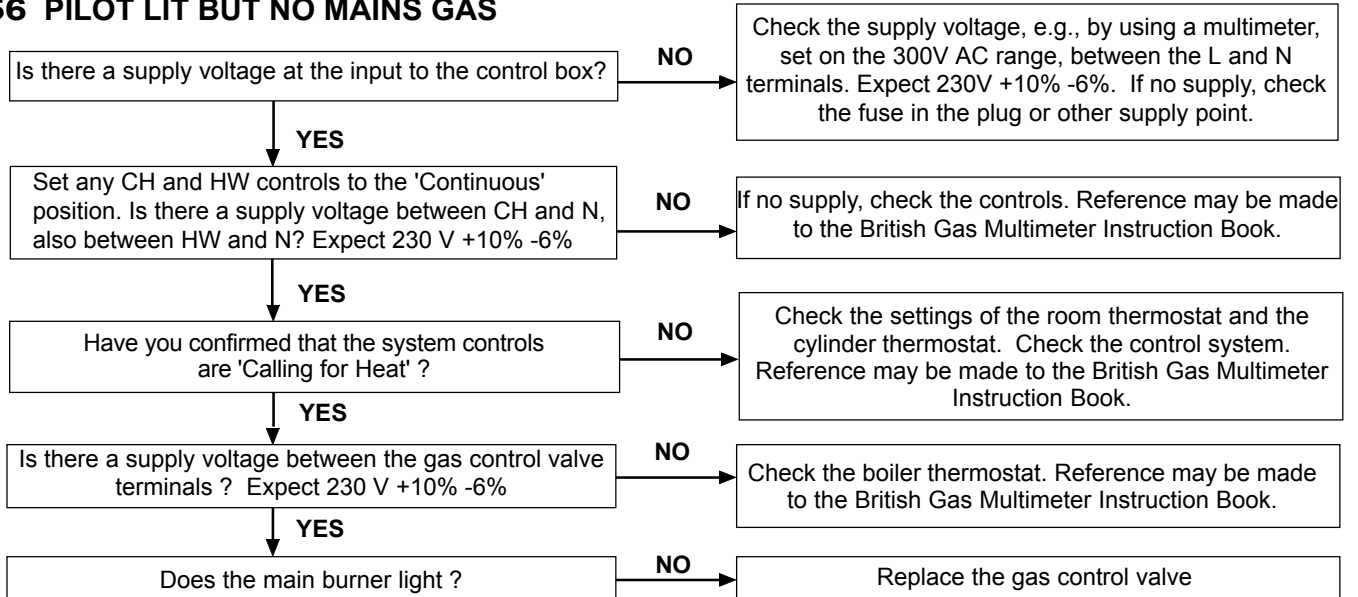 56 PILOT LIT BUT NO MAINS GAS
Is there a supply voltage at the input to the control box?
NO
Check the supply voltage, e.g., by using a multimeter,
set on the 300V AC range, between the L and N
terminals. Expect 230V +10% -6%. If no supply, check
the fuse in the plug or other supply point.
YES
Set any CH and HW controls to the 'Continuous'
position. Is there a supply voltage between CH and N,
also between HW and N? Expect 230 V +10% -6%
NO
If no supply, check the controls. Reference may be made
to the British Gas Multimeter Instruction Book.
YES
Have you confirmed that the system controls
are 'Calling for Heat' ?
NO
Check the settings of the room thermostat and the
cylinder thermostat. Check the control system.
Reference may be made to the British Gas Multimeter
Instruction Book.
YES
Is there a supply voltage between the gas control valve
terminals ? Expect 230 V +10% -6%
NO
Check the boiler thermostat. Reference may be made
to the British Gas Multimeter Instruction Book.
YES
Does the main burner light ?
NO
Replace the gas control valve